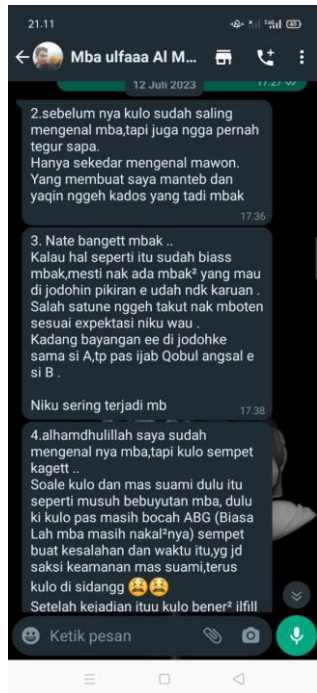 21.11
46
Mba ulfaaa Al M...
12 Juli 2023
17.27
2.sebelum nya kulo sudah saling
mengenal mba,tapi juga ngga pernah
tegur sapa.
Hanya sekedar mengenal mawon.
Yang membuat saya manteb dan
yaqin nggeh kados yang tadi mbak
17.36
3. Nate bangett mbak ..
Kalau hal seperti itu sudah biass
mbak,mesti nak ada mbak² yang mau
di jodohin pikiran e udah ndk karuan .
Salah satune nggeh takut nak mboten
sesuai expektasi niku wau .
Kadang bayangan ee di jodohke
sama si A,tp pas ijab Qobul angsal e
si B .
Niku sering terjadi mb
17.38
4.alhamdhulillah saya sudah
mengenal nya mba,tapi kulo sempet
kagett ..
Soale kulo dan mas suami dulu itu
seperti musuh bebuyutan mba, dulu
ki kulo pas masih bocah ABG (Biasa
Lah mba masih nakal²nya) sempet
buat kesalahan dan waktu itu,yg jd
saksi keamanan mas suami,terus
kulo di sidangg 😫😫
Setelah kejadian ituu kulo bener² ilfill
Ketik pesan